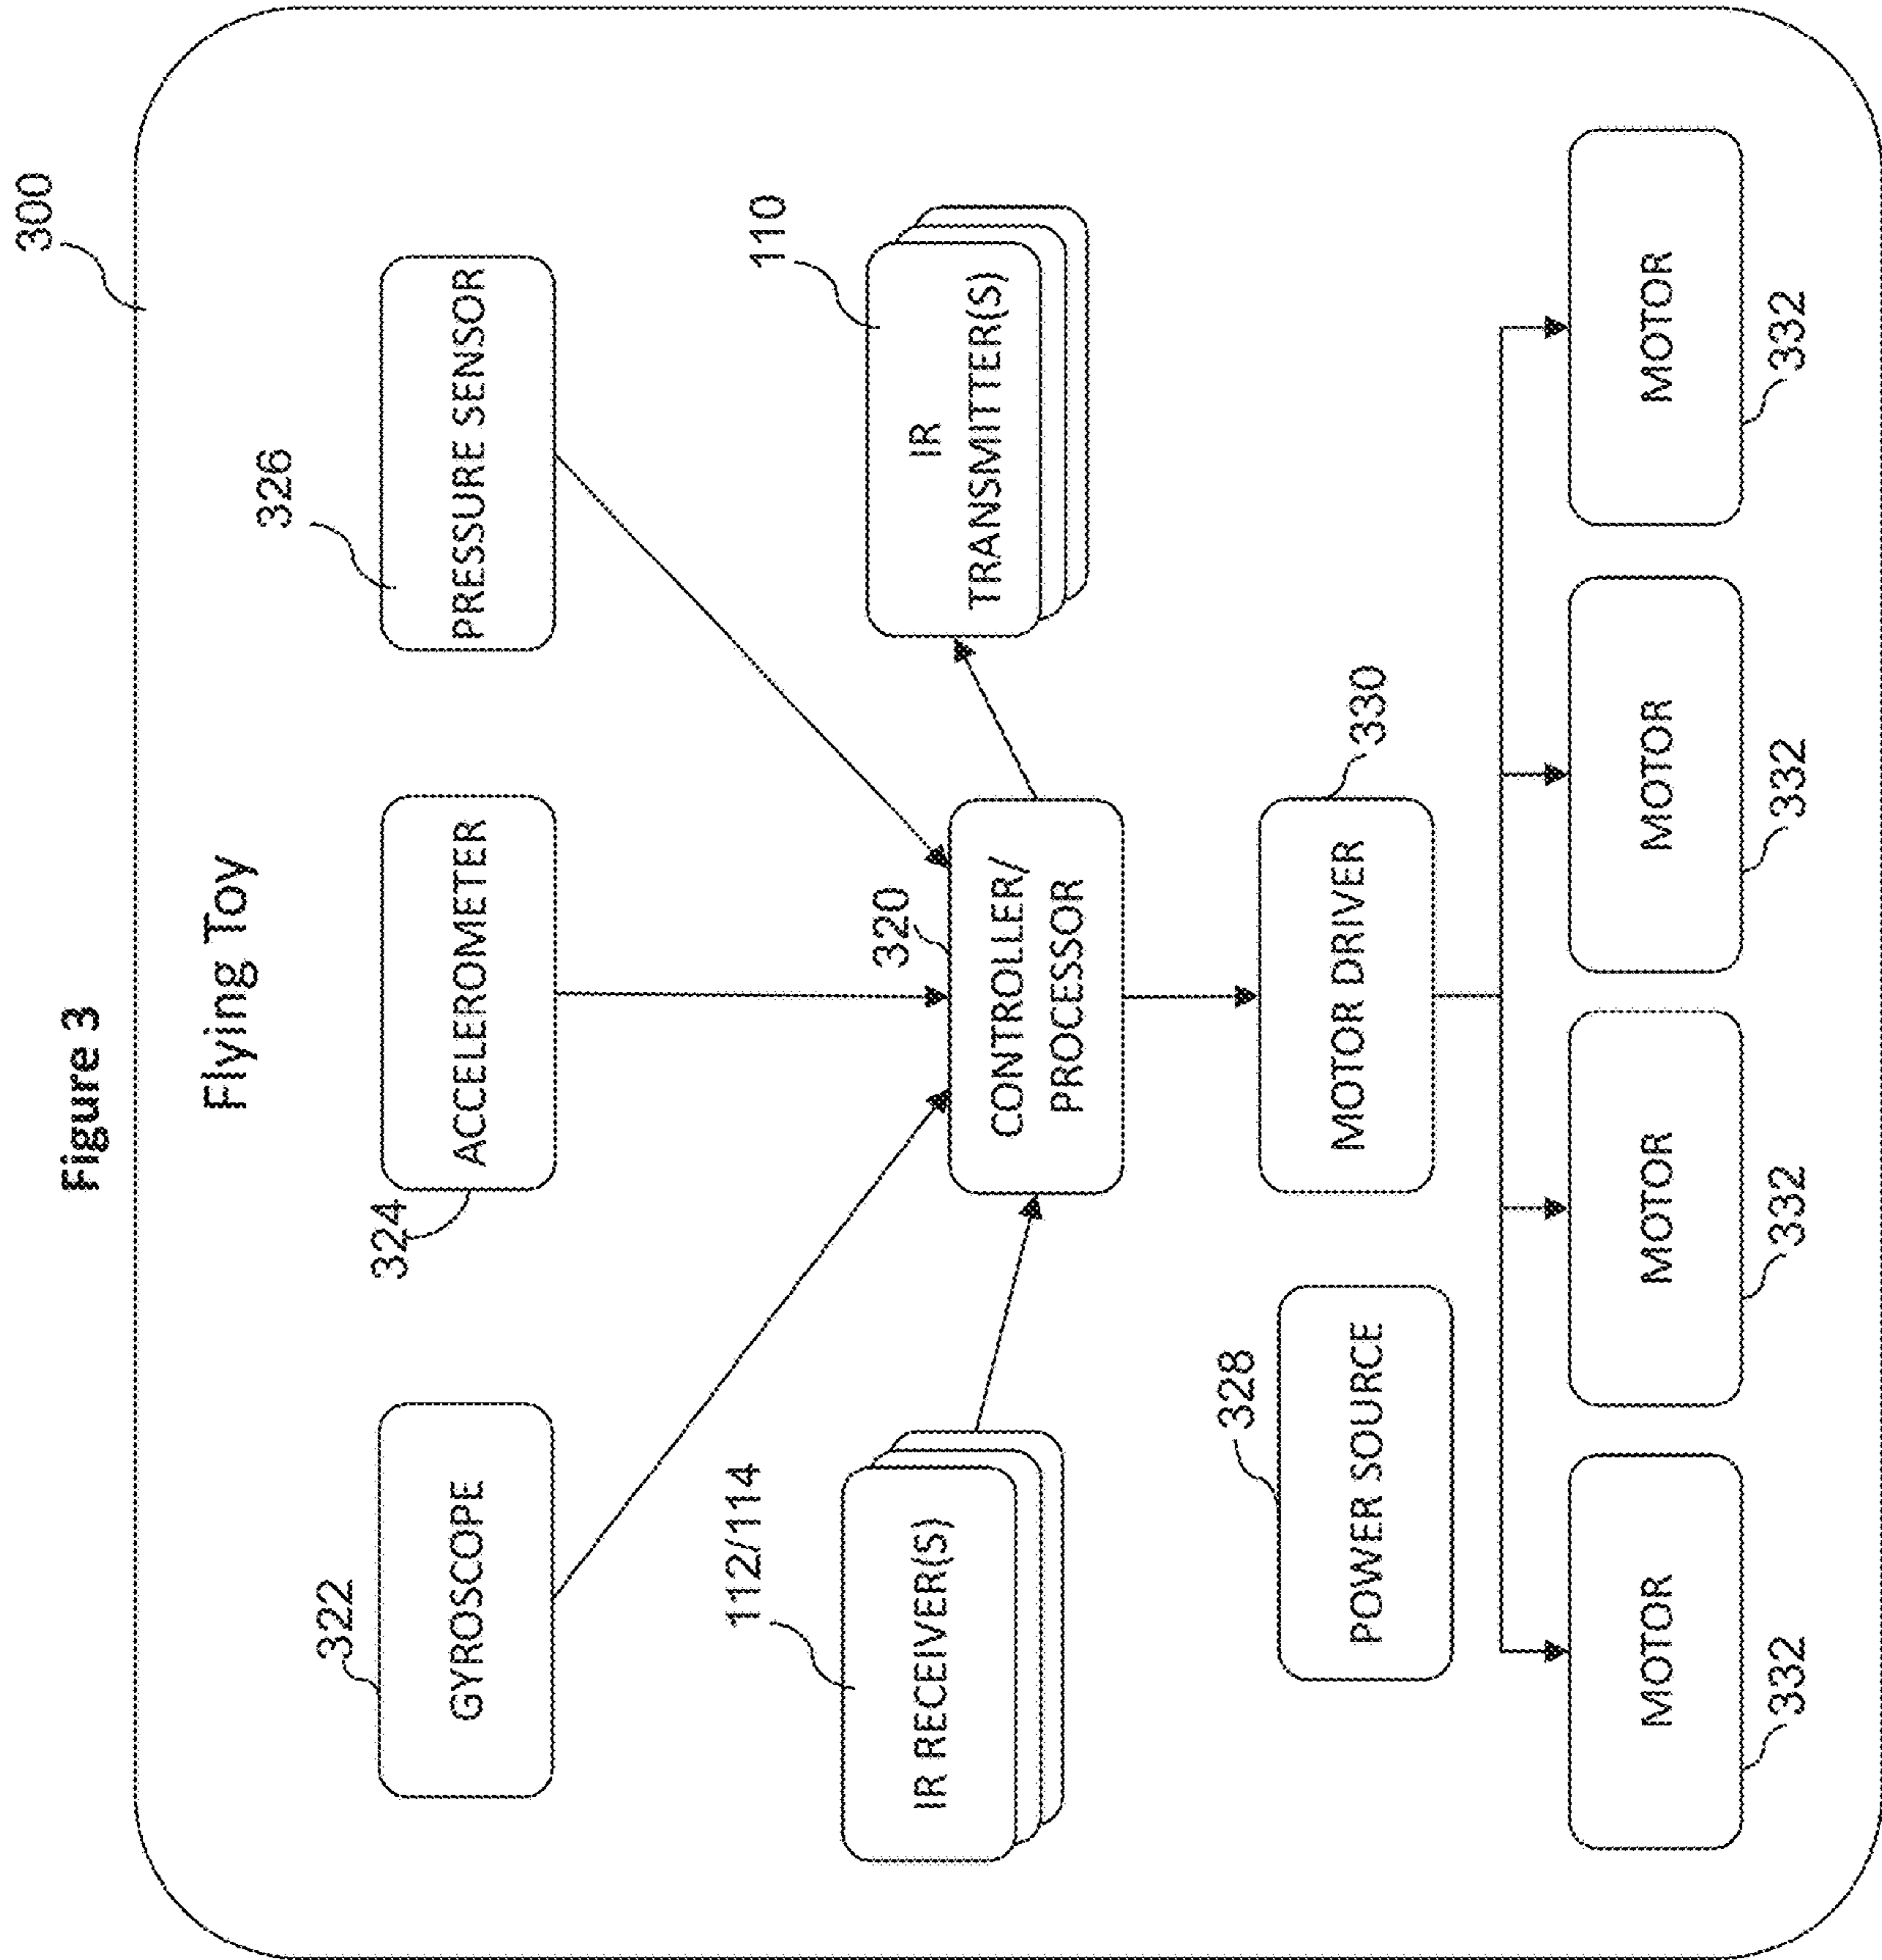 Figure 3
300
Flying Toy
322
GYROSCOPE
324
ACCELEROMETER
326
PRESSURE SENSOR
112/114
IR RECEIVER(S)
320
CONTROLLER/
PROCESSOR
110
IR
TRANSMITTER(S)
328
POWER SOURCE
MOTOR DRIVER
330
MOTOR
332
MOTOR
332
MOTOR
332
MOTOR
332